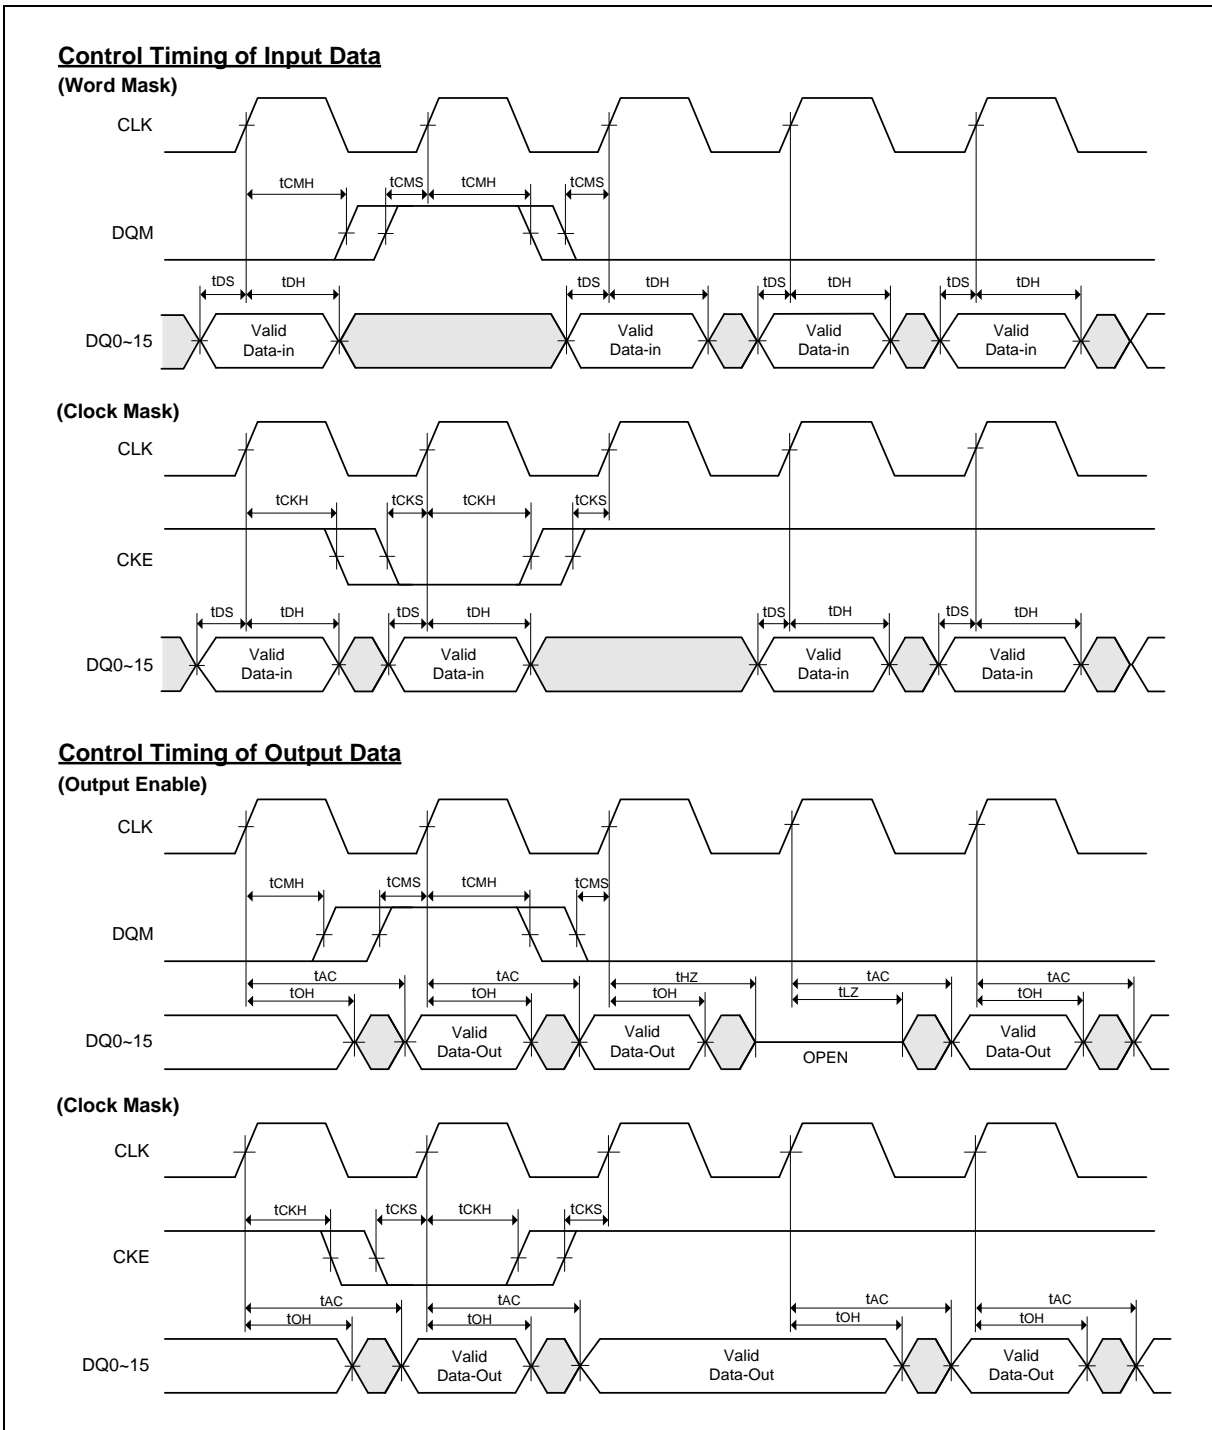 Control Timing of Input Data
(Word Mask)
CLK
tCMH tCMS tCMH tCMS
DQM
tDS tDH tDS tDH tDS tDH tDS tDH
DQ0~15
Valid Data-in
Valid Data-in
Valid Data-in
Valid Data-in
(Clock Mask)
CLK
tCKH tCKS tCKH tCKS
CKE
tDS tDH tDS tDH tDS tDH tDS tDH
DQ0~15
Valid Data-in
Valid Data-in
Valid Data-in
Valid Data-in
Control Timing of Output Data
(Output Enable)
CLK
tCMH tCMS tCMH tCMS
DQM
tAC tAC tHZ tAC tAC
tOH tOH tOH tLZ tOH
DQ0~15
Valid Data-Out
Valid Data-Out
OPEN
Valid Data-Out
(Clock Mask)
CLK
tCKH tCKS tCKH tCKS
CKE
tAC tAC tAC tAC
tOH tOH tOH tOH
DQ0~15
Valid Data-Out
Valid Data-Out
Valid Data-Out